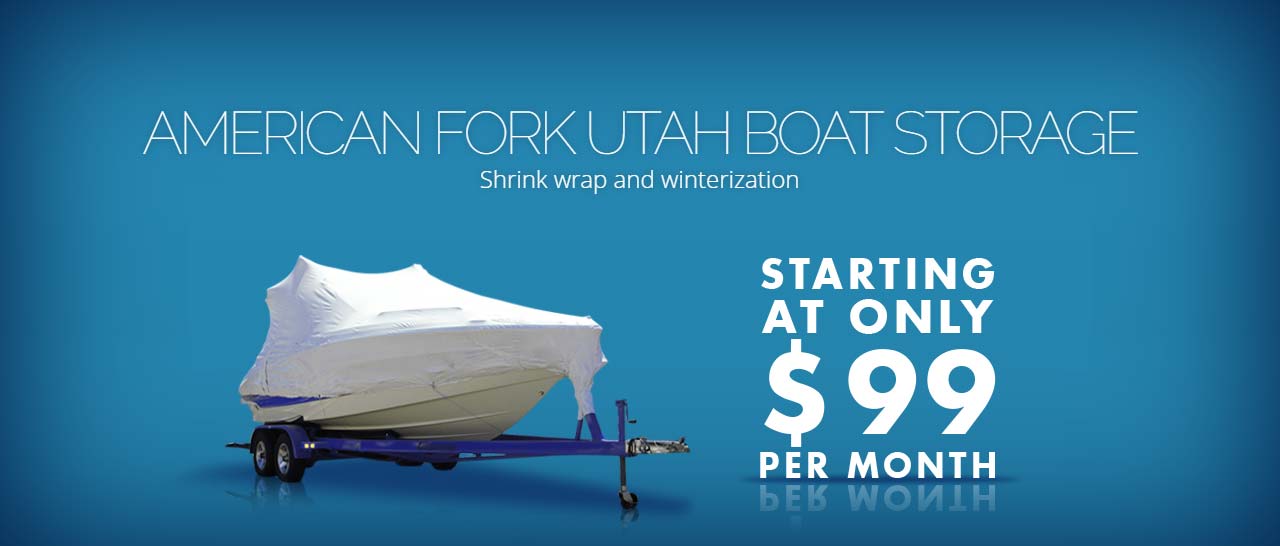 AMERICAN FORK UTAH BOAT STORAGE
Shrink wrap and winterization
STARTING
AT ONLY
$99
PER MONTH